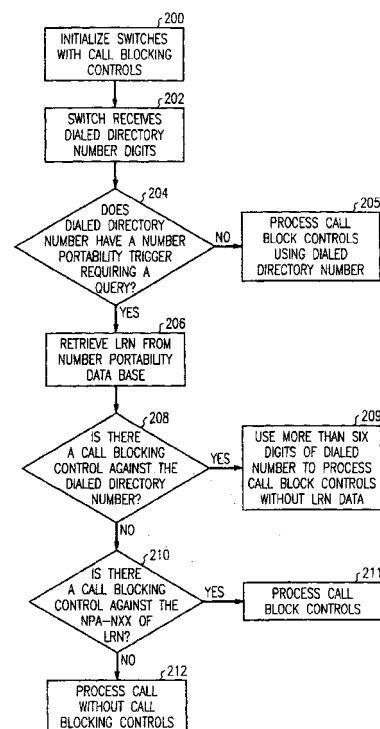 200
INITIALIZE SWITCHES
WITH CALL BLOCKING
CONTROLS
202
SWITCH RECEIVES
DIALED DIRECTORY
NUMBER DIGITS
204
DOES
DIALED DIRECTORY
NUMBER HAVE A NUMBER
PORTABILITY TRIGGER
REQUIRING A
QUERY?
NO
205
PROCESS CALL
BLOCK CONTROLS
USING DIALED
DIRECTORY NUMBER
YES
206
RETRIEVE LRN FROM
NUMBER PORTABILITY
DATA BASE
208
IS THERE
A CALL BLOCKING
CONTROL AGAINST THE
DIALED DIRECTORY
NUMBER?
YES
209
USE MORE THAN SIX
DIGITS OF DIALED
NUMBER TO PROCESS
CALL BLOCK CONTROLS
WITHOUT LRN DATA
NO
210
IS THERE
A CALL BLOCKING
CONTROL AGAINST THE
NPA-NXX OF
LRN?
YES
211
PROCESS CALL
BLOCK CONTROLS
NO
212
PROCESS CALL
WITHOUT CALL
BLOCKING CONTROLS